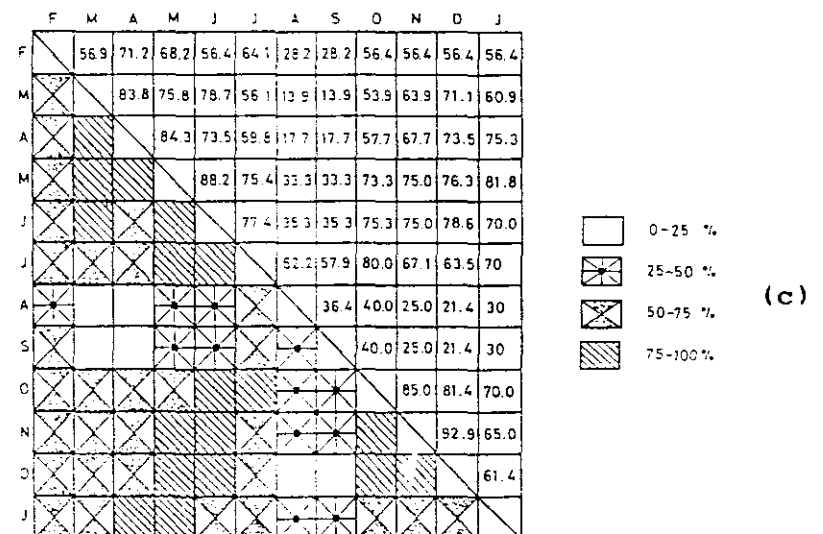 F M A M J J A S O N D J
F 56.9 71.2 68.2 56.4 64.1 28.2 28.2 56.4 56.4 56.4 56.4
M 83.8 75.8 78.7 56.1 13.9 13.9 53.9 63.9 71.1 60.9
A 84.3 73.5 59.8 17.7 17.7 57.7 67.7 73.5 75.3
M 88.2 75.4 33.3 33.3 73.3 75.0 76.3 81.8
J 77.4 35.3 35.3 75.3 75.0 78.6 70.0
J 57.9 80.0 67.1 63.5 70
A 36.4 40.0 25.0 21.4 30
S 40.0 25.0 21.4 30
O 85.0 81.4 70.0
N 92.9 65.0
D 61.4
J
0-25 %
25-50 %
(c)
50-75 %
75-100 %